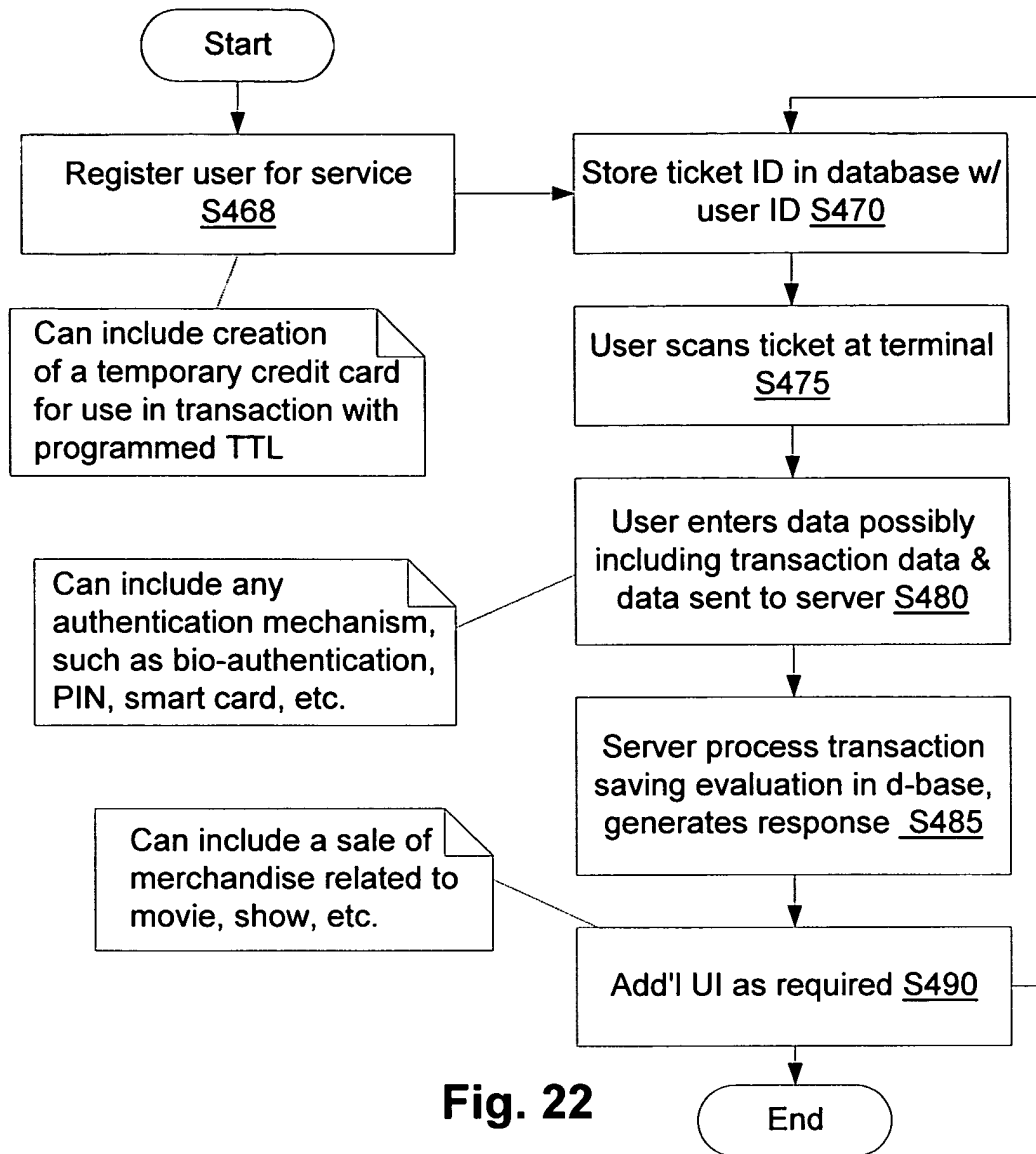 Start
Register user for service
S468
Can include creation
of a temporary credit card
for use in transaction with
programmed TTL
Store ticket ID in database w/
user ID S470
User scans ticket at terminal
S475
User enters data possibly
including transaction data &
data sent to server S480
Can include any
authentication mechanism,
such as bio-authentication,
PIN, smart card, etc.
Server process transaction
saving evaluation in d-base,
generates response S485
Can include a sale of
merchandise related to
movie, show, etc.
Add'l UI as required S490
End
Fig. 22